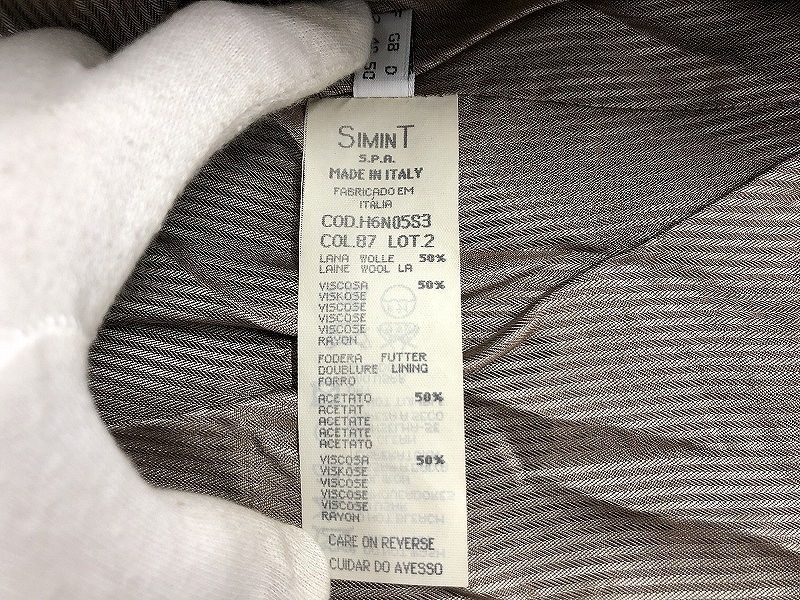 F GB D
SIMINT
S.P.A.
MADE IN ITALY
FABRICADO EM
ITALIA
COD.H6N05S3
COL.87 LOT.2
LANA WOLLE 50%
LAINE WOOL LA
VISCOSA 50%
VISKOSE
VISCOSE
VISCOSE
VISCOSE
RAYON
FODERA FUTTER
DOUBLURE LINING
FORRO
ACETATO 50%
ACETAT
ACETATE
ACETATE
ACETATO
VISCOSA 50%
VISKOSE
VISCOSE
VISCOSE
VISCOSE
RAYON
CARE ON REVERSE
CUIDAR DO AVESSO